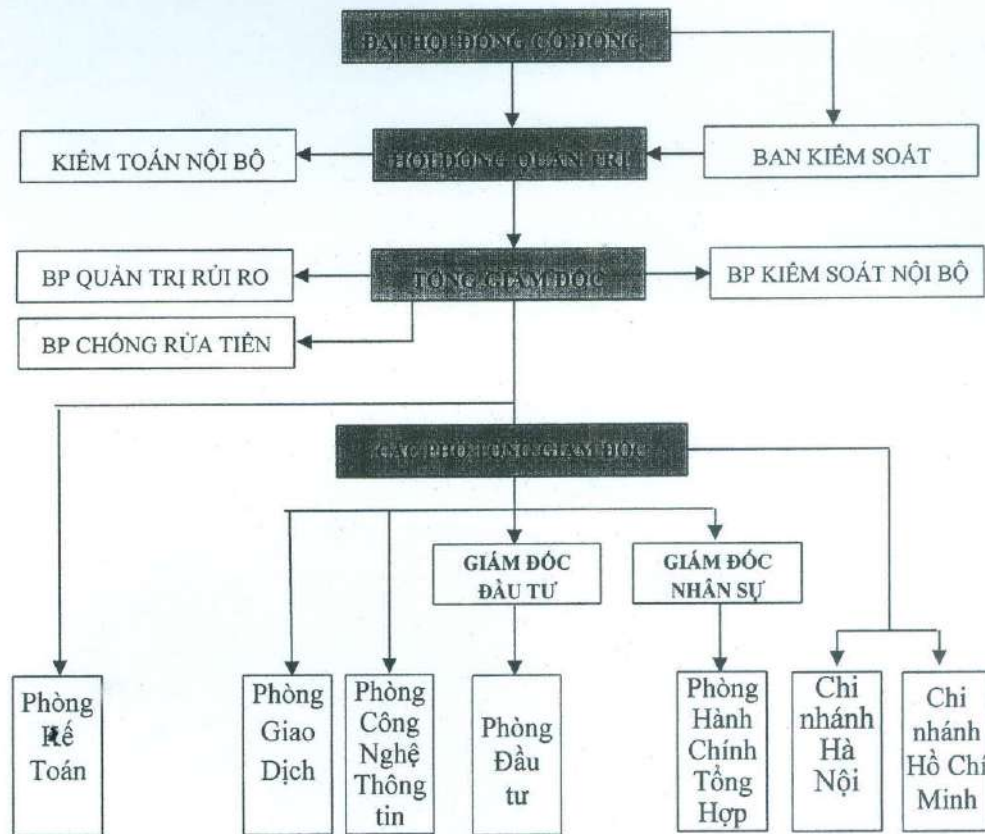 ĐẠI HỘI ĐỒNG CỔ ĐÔNG
KIỂM TOÁN NỘI BỘ
HỘI ĐỒNG QUẢN TRỊ
BAN KIỂM SOÁT
BP QUẢN TRỊ RỦI RO
TỔNG GIÁM ĐỐC
BP KIỂM SOÁT NỘI BỘ
BP CHỐNG RỬA TIỀN
CÁC PHÓ TỔNG GIÁM ĐỐC
GIÁM ĐỐC
ĐẦU TƯ
GIÁM ĐỐC
NHÂN SỰ
Phòng
Kế
Toán
Phòng
Giao
Dịch
Phòng
Công
Nghệ
Thông
tin
Phòng
Đầu
tư
Phòng
Hành
Chính
Tổng
Hợp
Chi
nhánh
Hà
Nội
Chi
nhánh
Hồ Chí
Minh